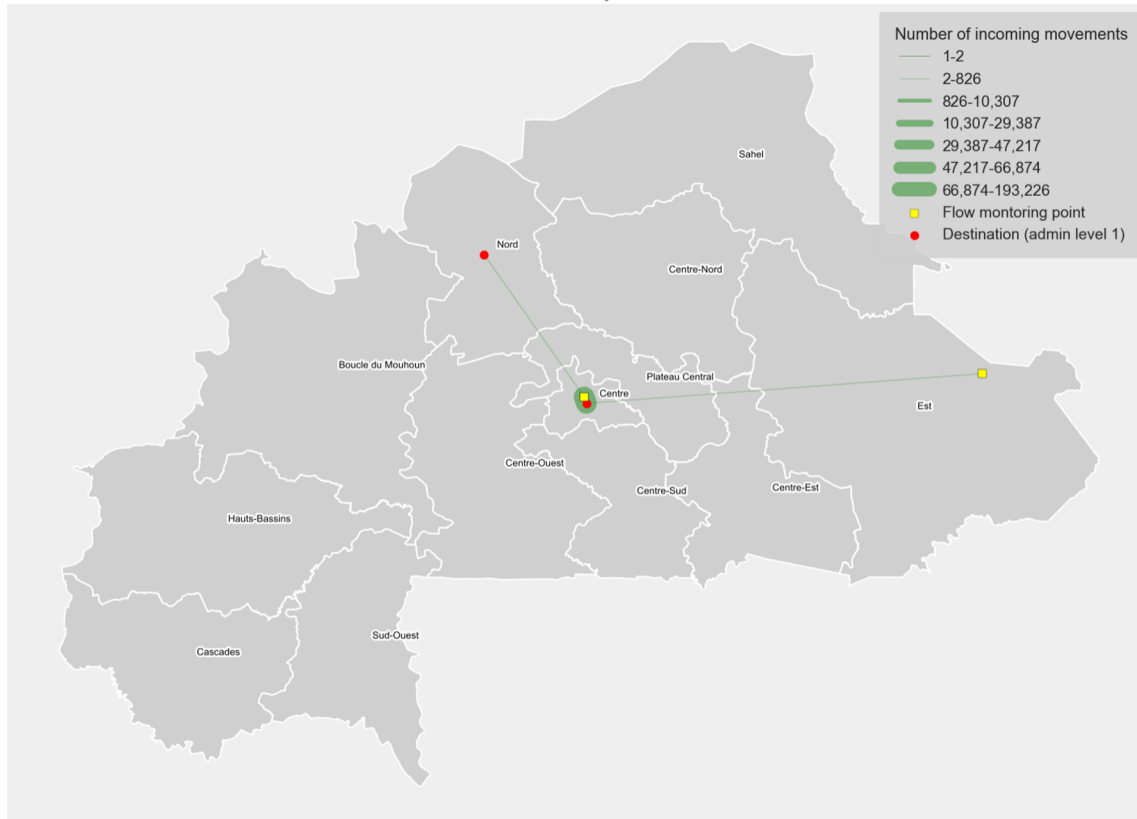 Number of incoming movements
1-2
2-826
826-10,307
10,307-29,387
29,387-47,217
47,217-66,874
66,874-193,226
Flow montoring point
Destination (admin level 1)
Sahel
Nord
Centre-Nord
Boucle du Mouhoun
Plateau Central
Centre
Est
Centre-Ouest
Centre-Sud
Centre-Est
Hauts-Bassins
Sud-Ouest
Cascades